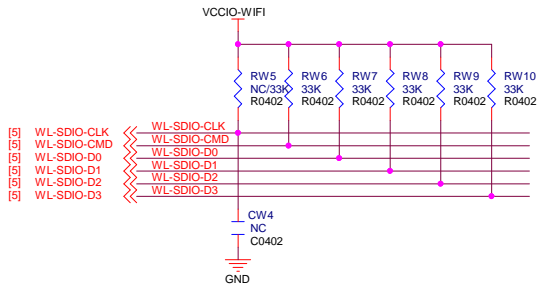 VCCIO-WIFI
RW5 RW6 RW7 RW8 RW9 RW10
NC/33K 33K 33K 33K 33K 33K
R0402 R0402 R0402 R0402 R0402 R0402
[5] WL-SDIO-CLK WL-SDIO-CLK
[5] WL-SDIO-CMD WL-SDIO-CMD
[5] WL-SDIO-D0 WL-SDIO-D0
[5] WL-SDIO-D1 WL-SDIO-D1
[5] WL-SDIO-D2 WL-SDIO-D2
[5] WL-SDIO-D3 WL-SDIO-D3
CW4
NC
C0402
GND